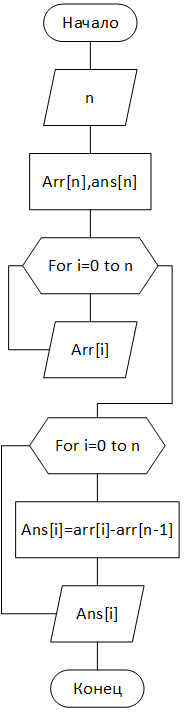 Начало
n
Arr[n],ans[n]
For i=0 to n
Arr[i]
For i=0 to n
Ans[i]=arr[i]-arr[n-1]
Ans[i]
Конец